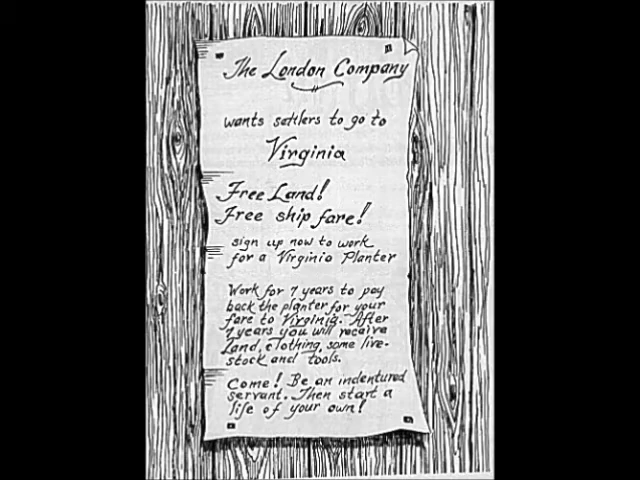 The London Company
wants settlers to go to
Virginia
Free Land!
Free ship fare!
sign up now to work
for a Virginia Planter
Work for 7 years to pay
back the planter for your
fare to Virginia. After
7 years you will receive
Land, clothing, some live-
stock and tools.
Come! Be an indentured
servant. Then start a
life of your own!